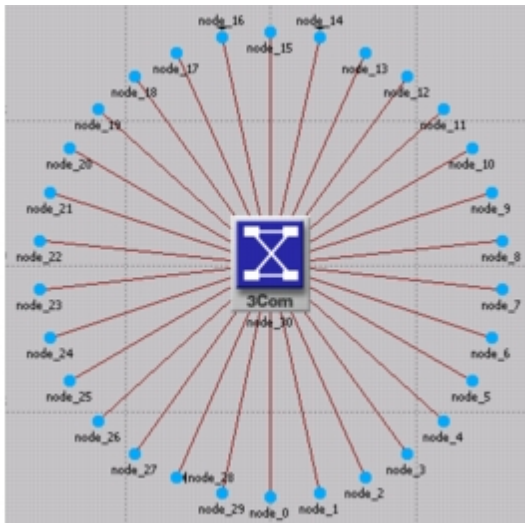 node_16
node_14
node_15
node_17
node_13
node_18
node_12
node_19
node_11
node_20
node_10
node_21
node_9
node_22
node_8
3Com
node_30
node_23
node_7
node_24
node_6
node_25
node_5
node_26
node_4
node_27
node_3
node_28
node_2
node_29
node_0
node_1